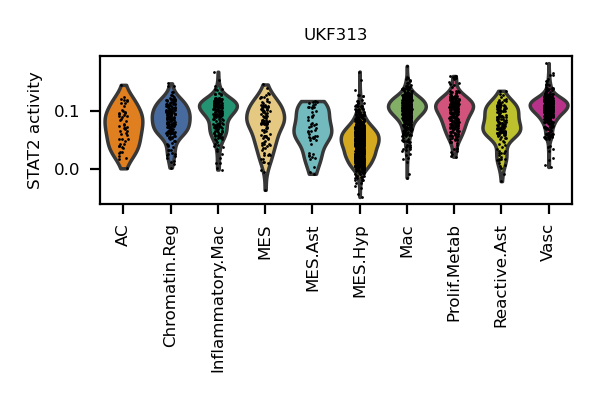 UKF313
STAT2 activity
0.1
0.0
AC
Chromatin.Reg
Inflammatory.Mac
MES
MES.Ast
MES.Hyp
Mac
Prolif.Metab
Reactive.Ast
Vasc